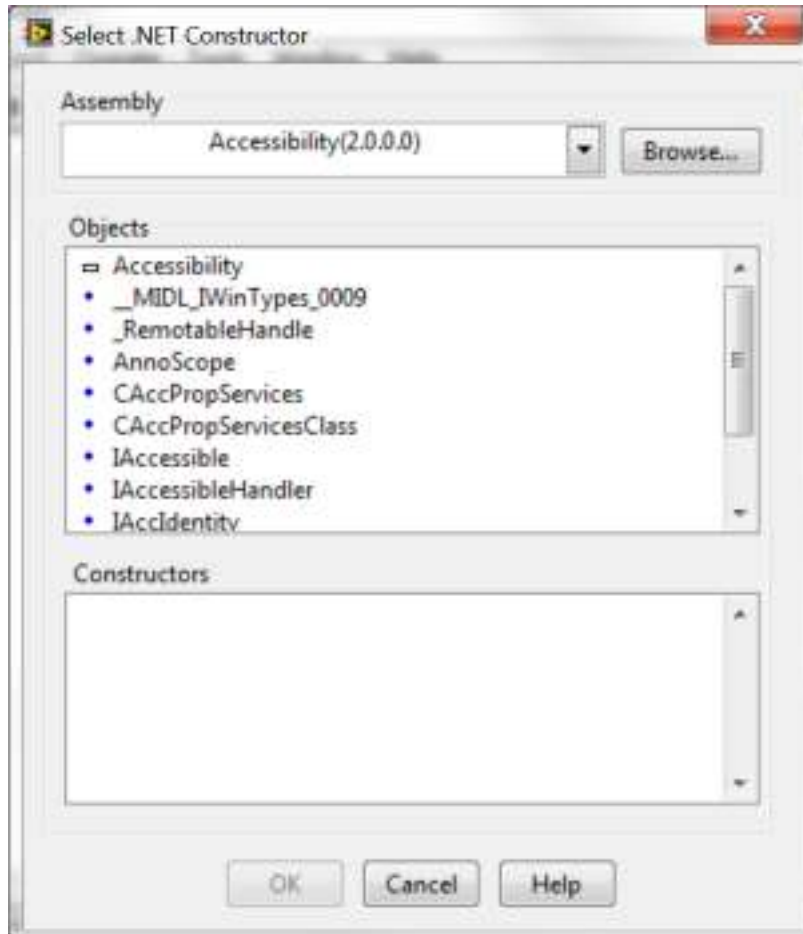 Select .NET Constructor
Assembly
Accessibility(2.0.0.0)
Browse...
Objects
Accessibility
__MIDL_IWinTypes_0009
_RemotableHandle
AnnoScope
CAccPropServices
CAccPropServicesClass
IAccessible
IAccessibleHandler
IAccIdentity
Constructors
OK
Cancel
Help